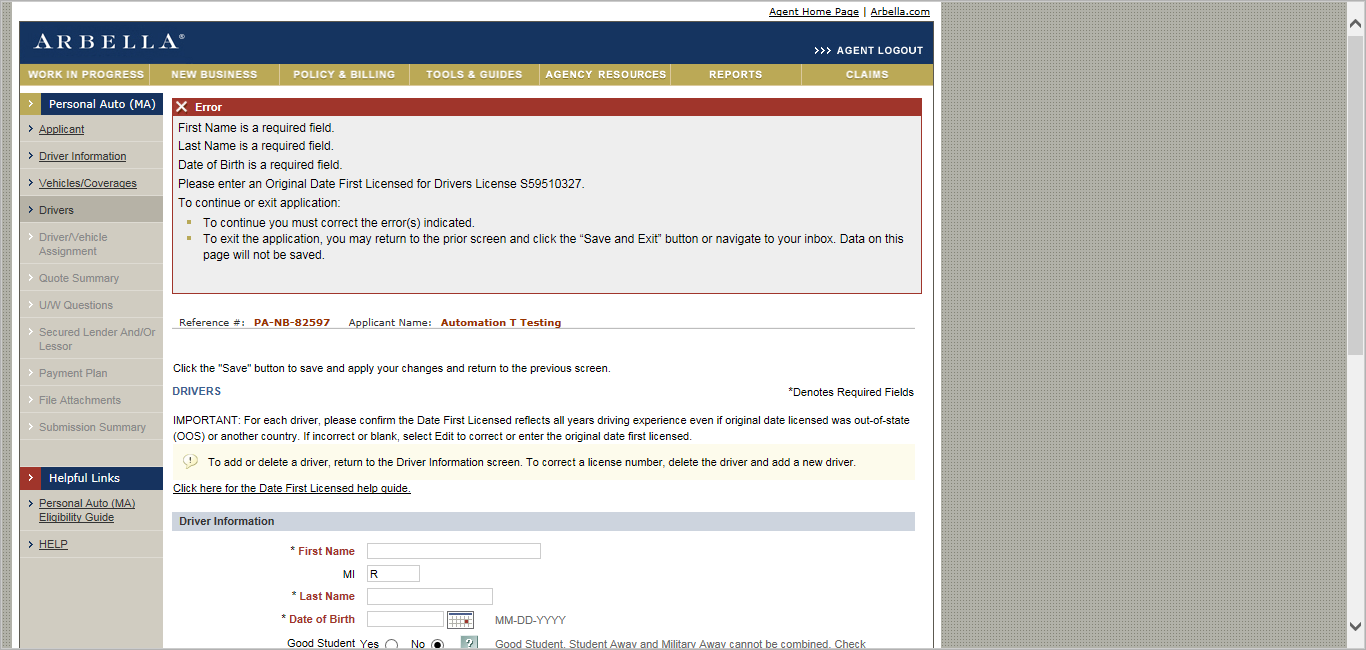 Agent Home Page | Arbella.com
ARBELLA®
>>> AGENT LOGOUT
WORK IN PROGRESS NEW BUSINESS POLICY & BILLING TOOLS & GUIDES AGENCY RESOURCES REPORTS CLAIMS
Personal Auto (MA)
Applicant
Driver Information
Vehicles/Coverages
Drivers
Driver/Vehicle
Assignment
Quote Summary
U/W Questions
Secured Lender And/Or
Lessor
Payment Plan
File Attachments
Submission Summary
Helpful Links
Personal Auto (MA)
Eligibility Guide
HELP
Error
First Name is a required field.
Last Name is a required field.
Date of Birth is a required field.
Please enter an Original Date First Licensed for Drivers License S59510327.
To continue or exit application:
To continue you must correct the error(s) indicated.
To exit the application, you may return to the prior screen and click the “Save and Exit” button or navigate to your inbox. Data on this
page will not be saved.
Reference #: PA-NB-82597 Applicant Name: Automation T Testing
Click the "Save" button to save and apply your changes and return to the previous screen.
DRIVERS *Denotes Required Fields
IMPORTANT: For each driver, please confirm the Date First Licensed reflects all years driving experience even if original date licensed was out-of-state
(OOS) or another country. If incorrect or blank, select Edit to correct or enter the original date first licensed.
To add or delete a driver, return to the Driver Information screen. To correct a license number, delete the driver and add a new driver.
Click here for the Date First Licensed help guide.
Driver Information
* First Name
MI R
* Last Name
* Date of Birth MM-DD-YYYY
Good Student Yes No ? Good Student, Student Away and Military Away cannot be combined. Check